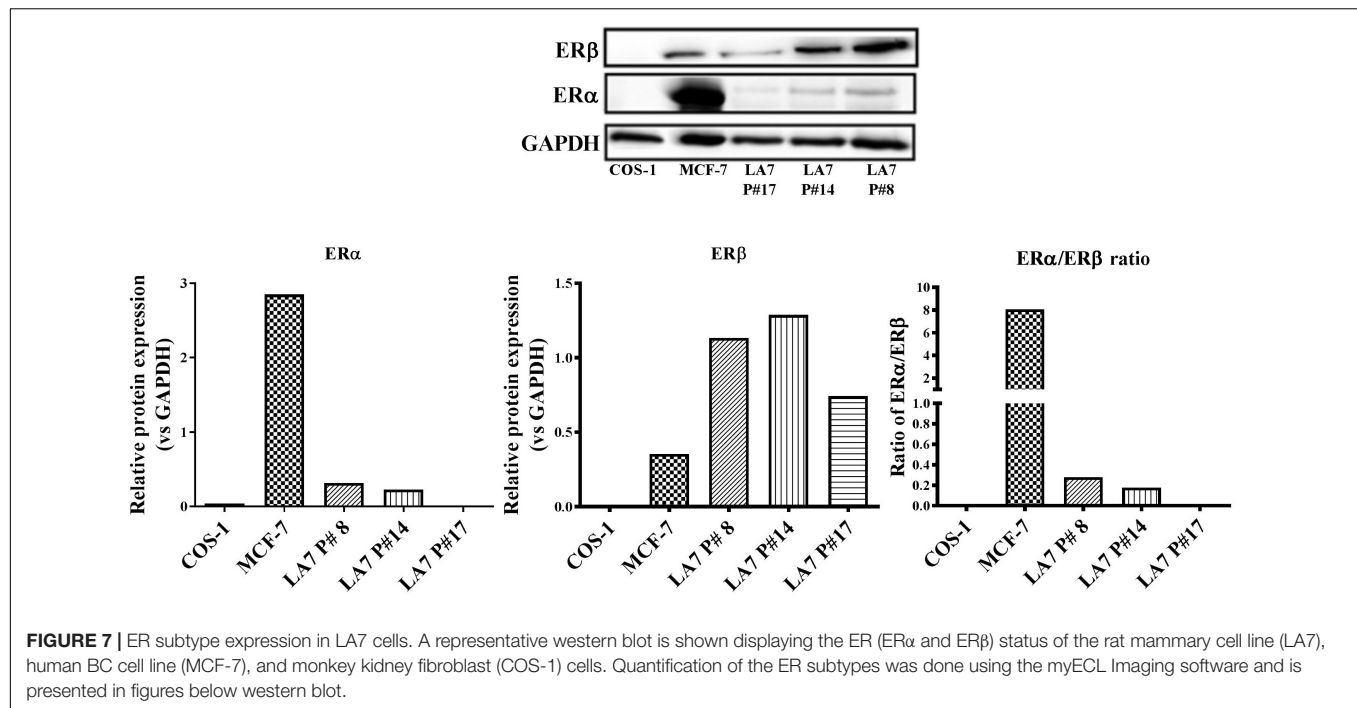 ERβ
ERα
GAPDH
COS-1 MCF-7 LA7 LA7 LA7
P#17 P#14 P#8
ERα
Relative protein expression
(vs GAPDH)
3
2
1
0
COS-1
MCF-7
LA7 P# 8
LA7 P#14
LA7 P#17
ERβ
Relative protein expression
(vs GAPDH)
1.5
1.0
0.5
0.0
COS-1
MCF-7
LA7 P# 8
LA7 P#14
LA7 P#17
ERα/ERβ ratio
Ratio of ERα/ERβ
10
8
6
4
2
1.0
0.8
0.6
0.4
0.2
0.0
COS-1
MCF-7
LA7 P# 8
LA7 P#14
LA7 P#17
FIGURE 7 | ER subtype expression in LA7 cells. A representative western blot is shown displaying the ER (ERα and ERβ) status of the rat mammary cell line (LA7),
human BC cell line (MCF-7), and monkey kidney fibroblast (COS-1) cells. Quantification of the ER subtypes was done using the myECL Imaging software and is
presented in figures below western blot.